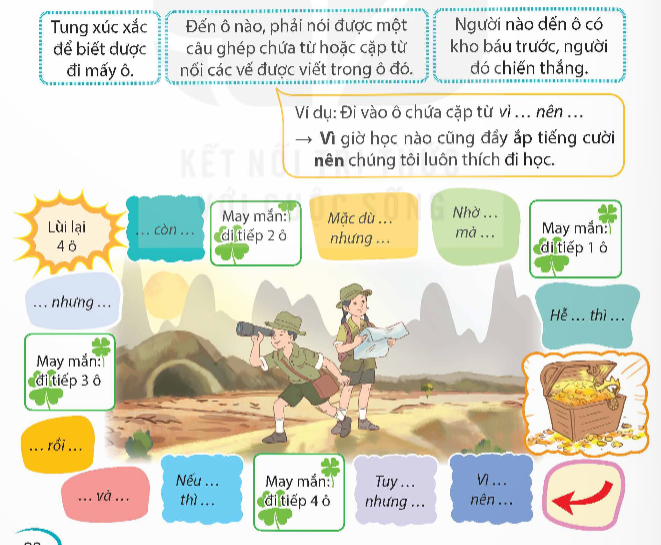 Tung xúc xắc
để biết được
đi mấy ô.
Đến ô nào, phải nói được một
câu ghép chứa từ hoặc cặp từ
nối các vế được viết trong ô đó.
Người nào đến ô có
kho báu trước, người
đó chiến thắng.
Ví dụ: Đi vào ô chứa cặp từ vì ... nên ...
→ Vì giờ học nào cũng đầy ắp tiếng cười
nên chúng tôi luôn thích đi học.
KẾT NỐI TRI THỨC
VỚI CUỘC SỐNG
Lùi lại
4 ô
... còn ...
May mắn:
đi tiếp 2 ô
Mặc dù ...
nhưng ...
Nhờ ...
mà ...
May mắn:
đi tiếp 1 ô
... nhưng ...
Hễ ... thì ...
May mắn:
đi tiếp 3 ô
... rồi ...
... và ...
Nếu ...
thì ...
May mắn:
đi tiếp 4 ô
Tuy ...
nhưng ...
Vì ...
nên ...